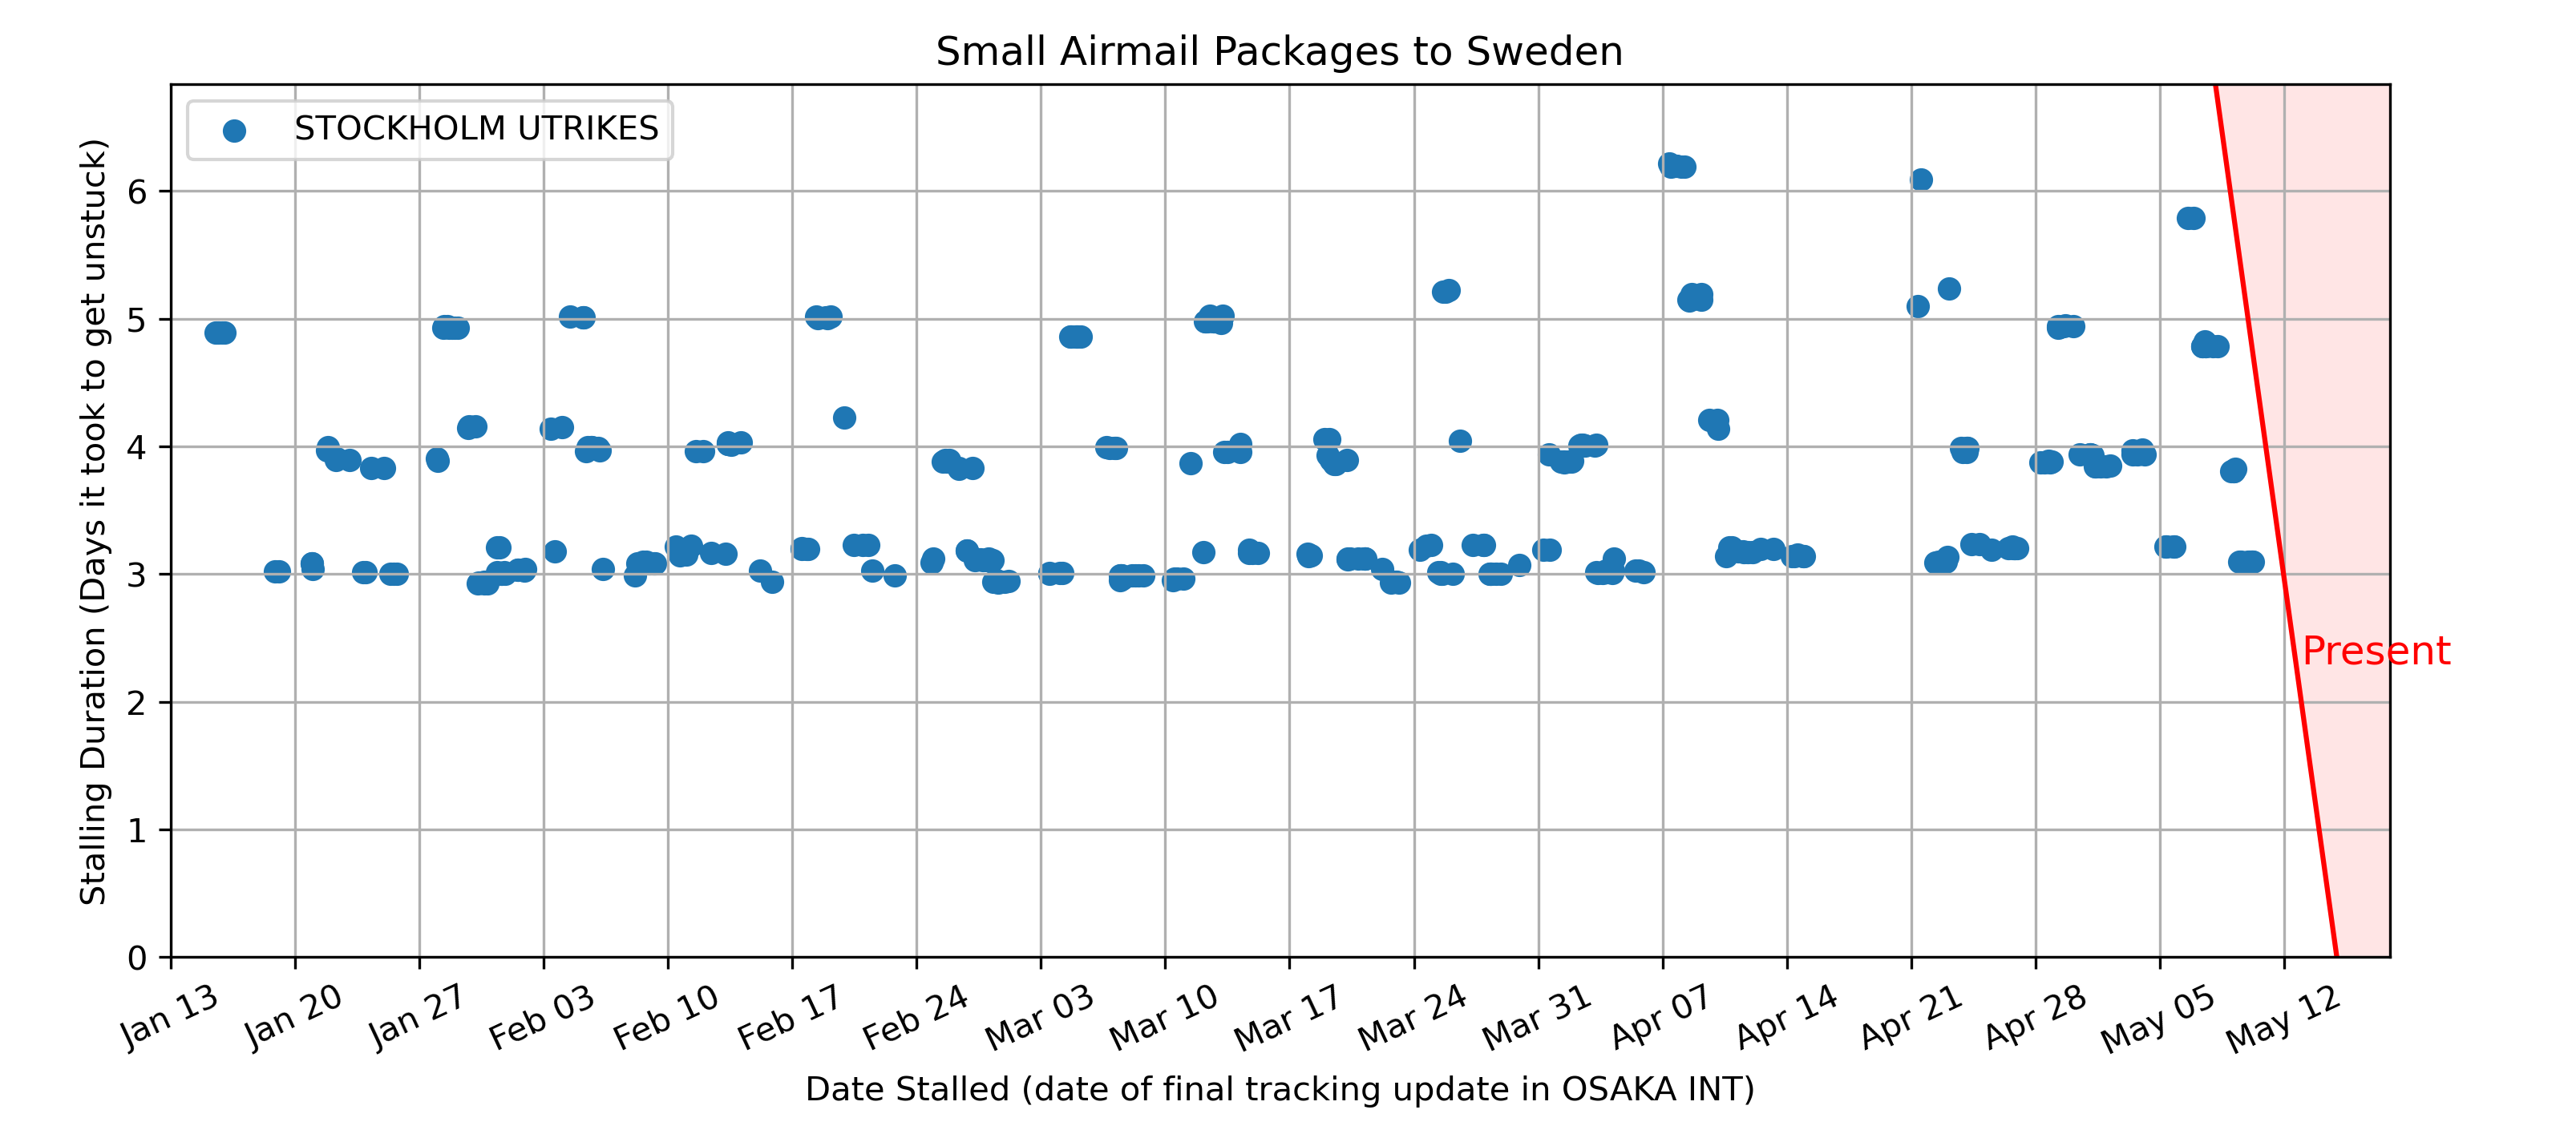 Small Airmail Packages to Sweden
STOCKHOLM UTRIKES
Stalling Duration (Days it took to get unstuck)
6
5
4
3
2
1
0
Present
Jan 13
Jan 20
Jan 27
Feb 03
Feb 10
Feb 17
Feb 24
Mar 03
Mar 10
Mar 17
Mar 24
Mar 31
Apr 07
Apr 14
Apr 21
Apr 28
May 05
May 12
Date Stalled (date of final tracking update in OSAKA INT)